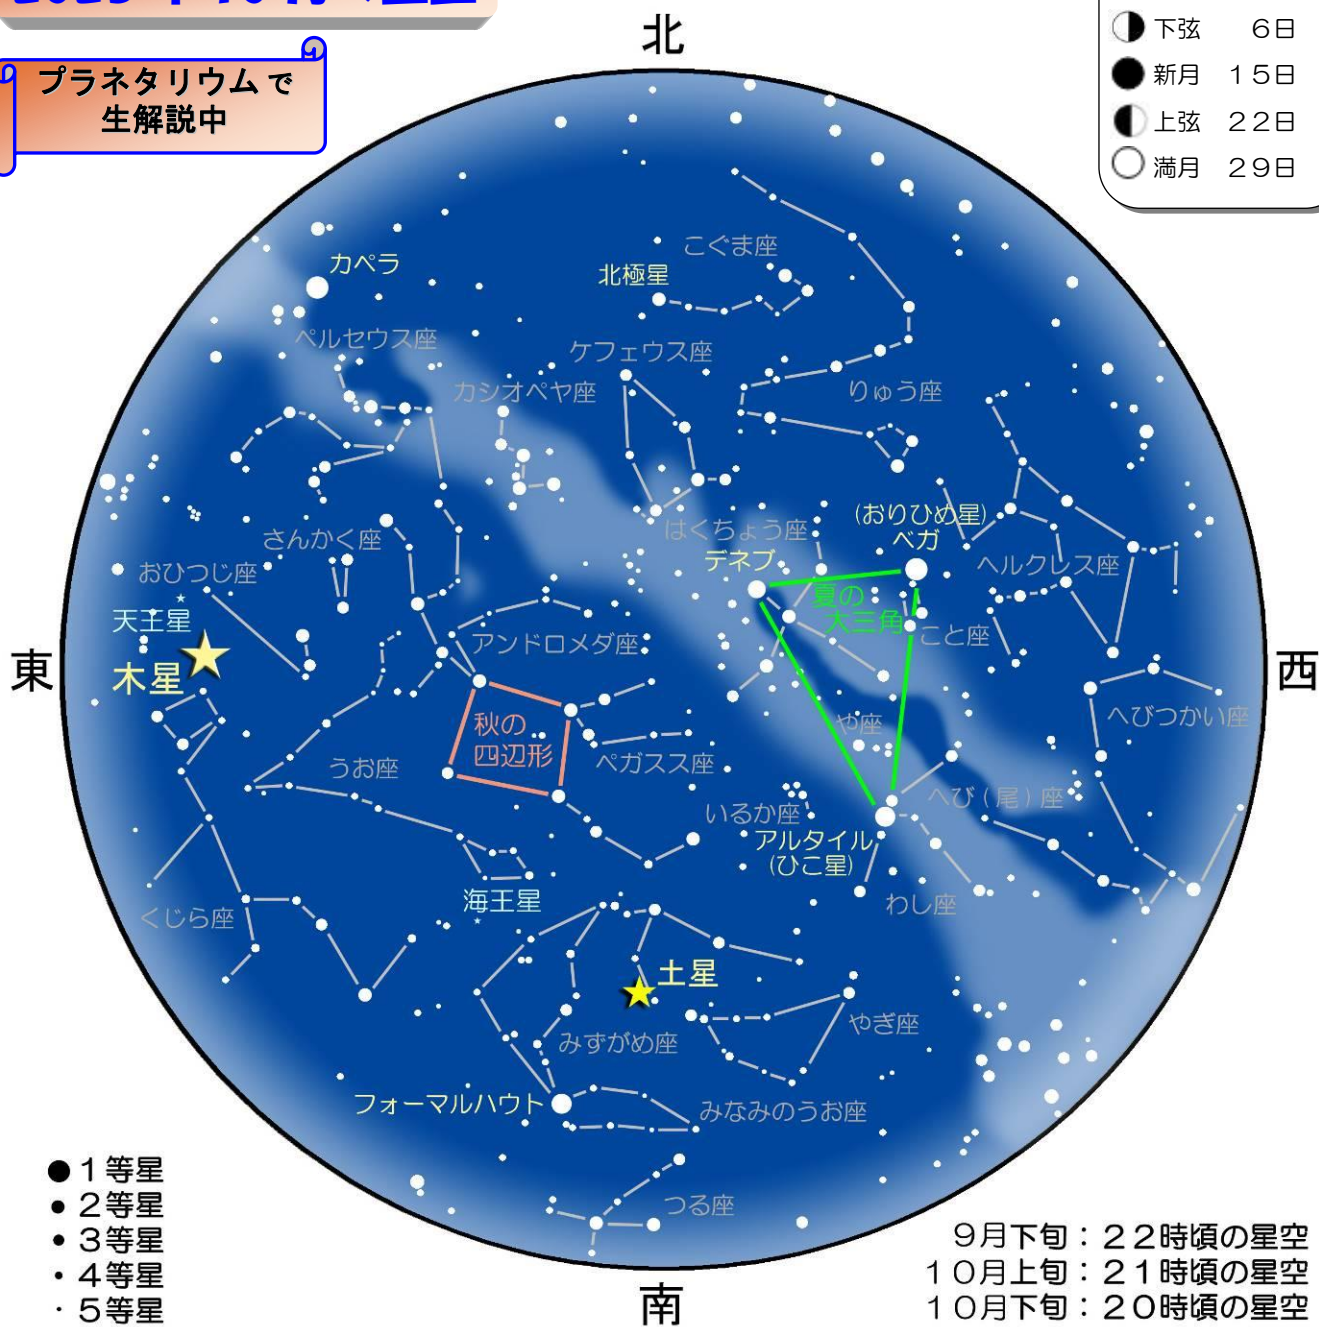 プラネタリウムで
生解説中
下弦 6日
新月 15日
上弦 22日
満月 29日
北
こぐま座
カペラ
北極星
ペルセウス座
ケフェウス座
カシオペヤ座
りゅう座
はくちょう座
(おりひめ星)
ベガ
さんかく座
デネブ
ヘルクレス座
おひつじ座
夏の
大三角
天王星
アンドロメダ座
こと座
東
木星
西
秋の
四辺形
や座
へびつかい座
うお座
ペガスス座
いるか座
へび(尾)座
アルタイル
(ひこ星)
海王星
わし座
くじら座
土星
みずがめ座
やぎ座
フォーマルハウト
みなみのうお座
つる座
南
●1等星
●2等星
●3等星
・4等星
・5等星
9月下旬:22時頃の星空
10月上旬:21時頃の星空
10月下旬:20時頃の星空